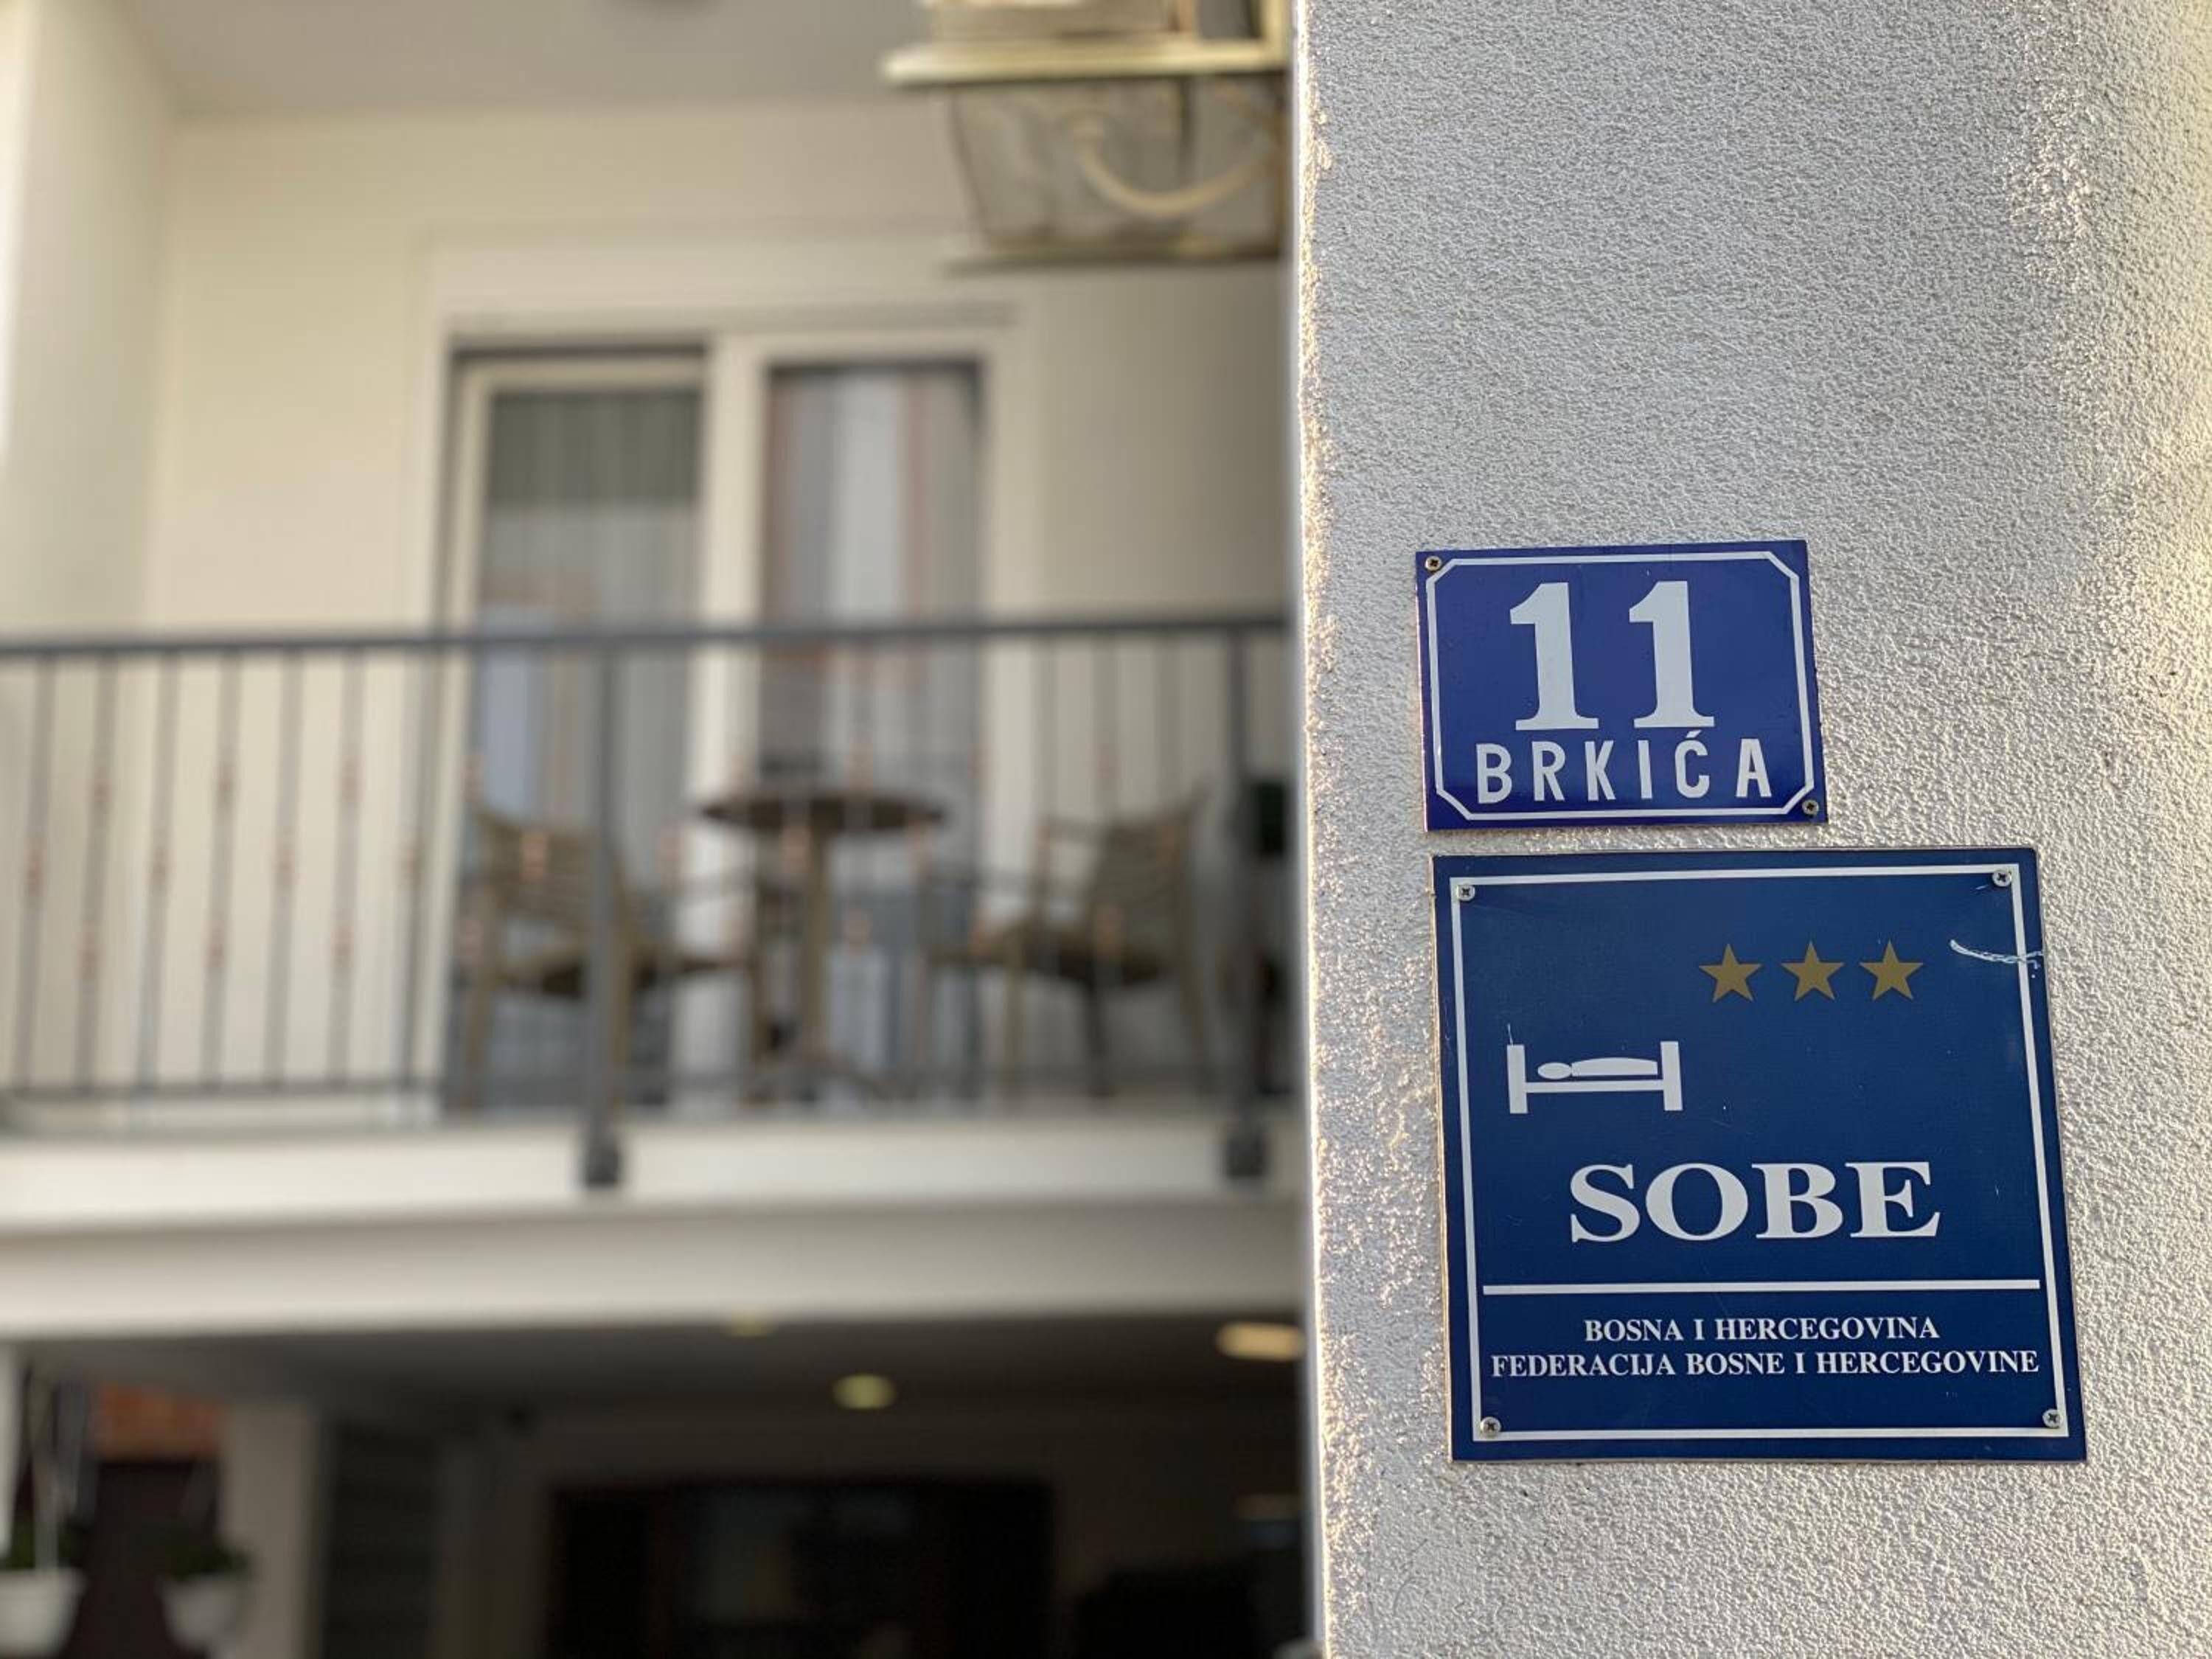 11
BRKIĆA
SOBE
BOSNA I HERCEGOVINA
FEDERACIJA BOSNE I HERCEGOVINE